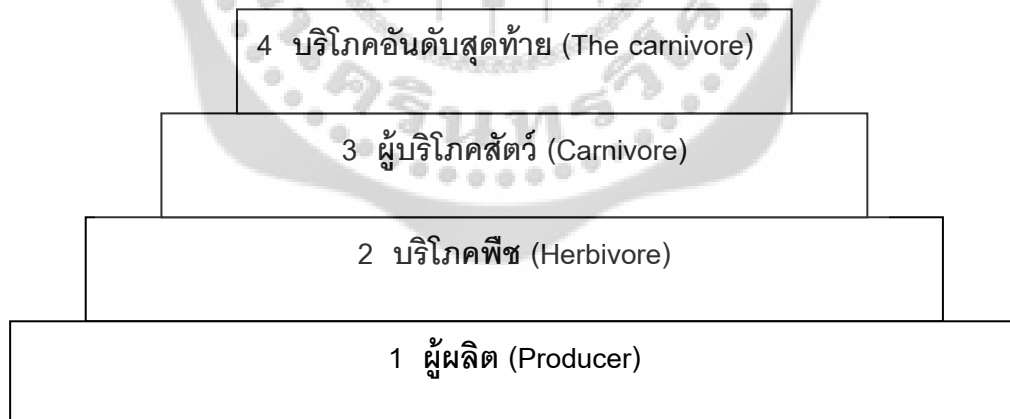 4 บริโภคอันดับสุดท้าย (The carnivore)
3 ผู้บริโภคสัตว์ (Carnivore)
2 บริโภคพืช (Herbivore)
1 ผู้ผลิต (Producer)